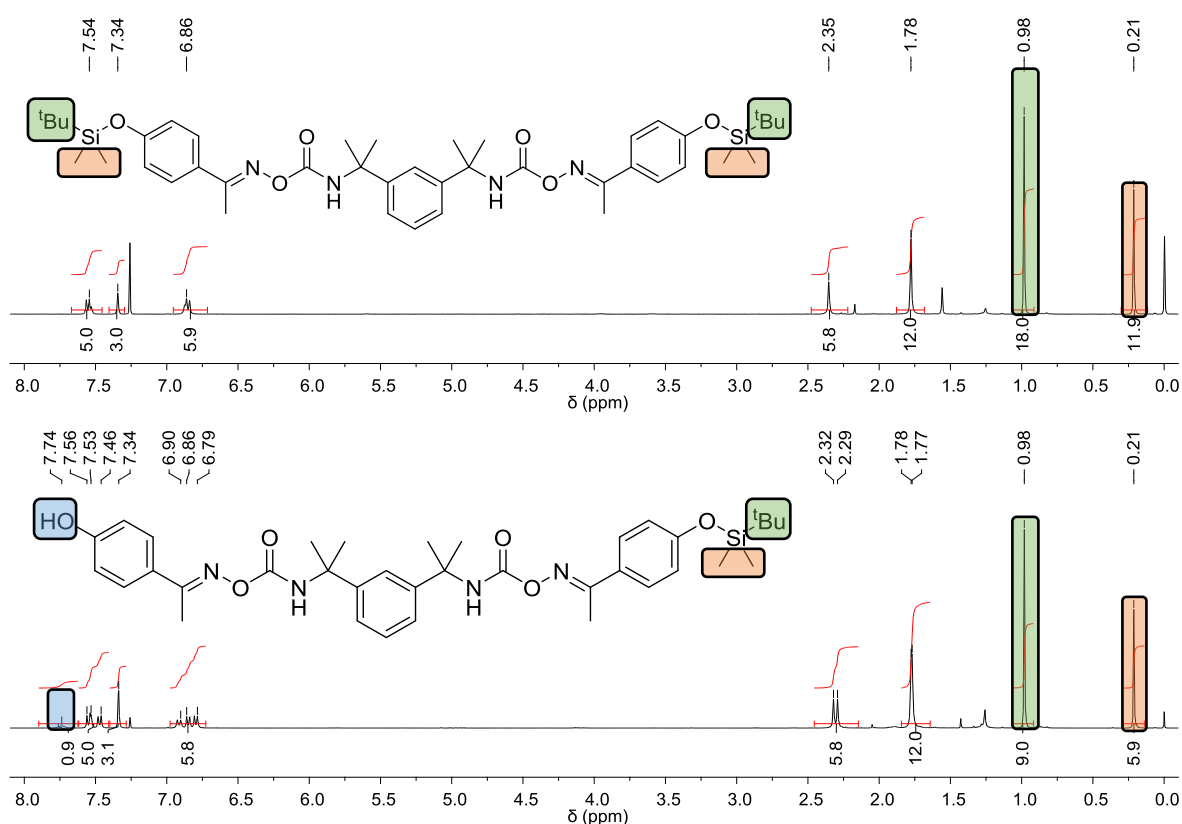 7.54 7.34 6.86 2.35 1.78 0.98 0.21
tBu Si O N O O N H N H O O N O Si tBu
5.0 3.0 5.9 5.8 12.0 18.0 11.9
8.0 7.5 7.0 6.5 6.0 5.5 5.0 4.5 4.0 3.5 3.0 2.5 2.0 1.5 1.0 0.5 0.0
δ (ppm)
7.74 7.56 7.53 7.46 7.34 6.90 6.86 6.79 2.32 2.29 1.78 1.77 0.98 0.21
HO N O O N H N H O O N O Si tBu
0.9 5.0 3.1 5.8 5.8 12.0 9.0 5.9
8.0 7.5 7.0 6.5 6.0 5.5 5.0 4.5 4.0 3.5 3.0 2.5 2.0 1.5 1.0 0.5 0.0
δ (ppm)